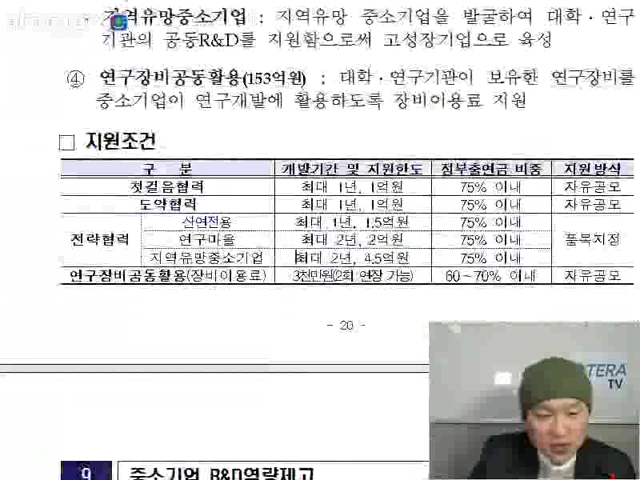 지역유망중소기업 : 지역유망 중소기업을 발굴하여 대학·연구
기관의 공동R&D를 지원함으로써 고성장기업으로 육성
④ 연구장비공동활용(153억원) : 대학·연구기관이 보유한 연구장비를
중소기업이 연구개발에 활용하도록 장비이용료 지원
□ 지원조건
구 분 개발기간 및 지원한도 정부출연금 비중 지원방식
첫걸음협력 최대 1년, 1억원 75% 이내 자유공모
도약협력 최대 1년, 1억원 75% 이내 자유공모
전략협력 산연전용 최대 1년, 1.5억원 75% 이내 품목지정
연구마을 최대 2년, 2억원 75% 이내
지역유망중소기업 최대 2년, 4.5억원 75% 이내
연구장비공동활용(장비이용료) 3천만원(2회 연장 가능) 60~70% 이내 자유공모
- 20 -
TERA
TV
9 중소기업 R&D역량제고